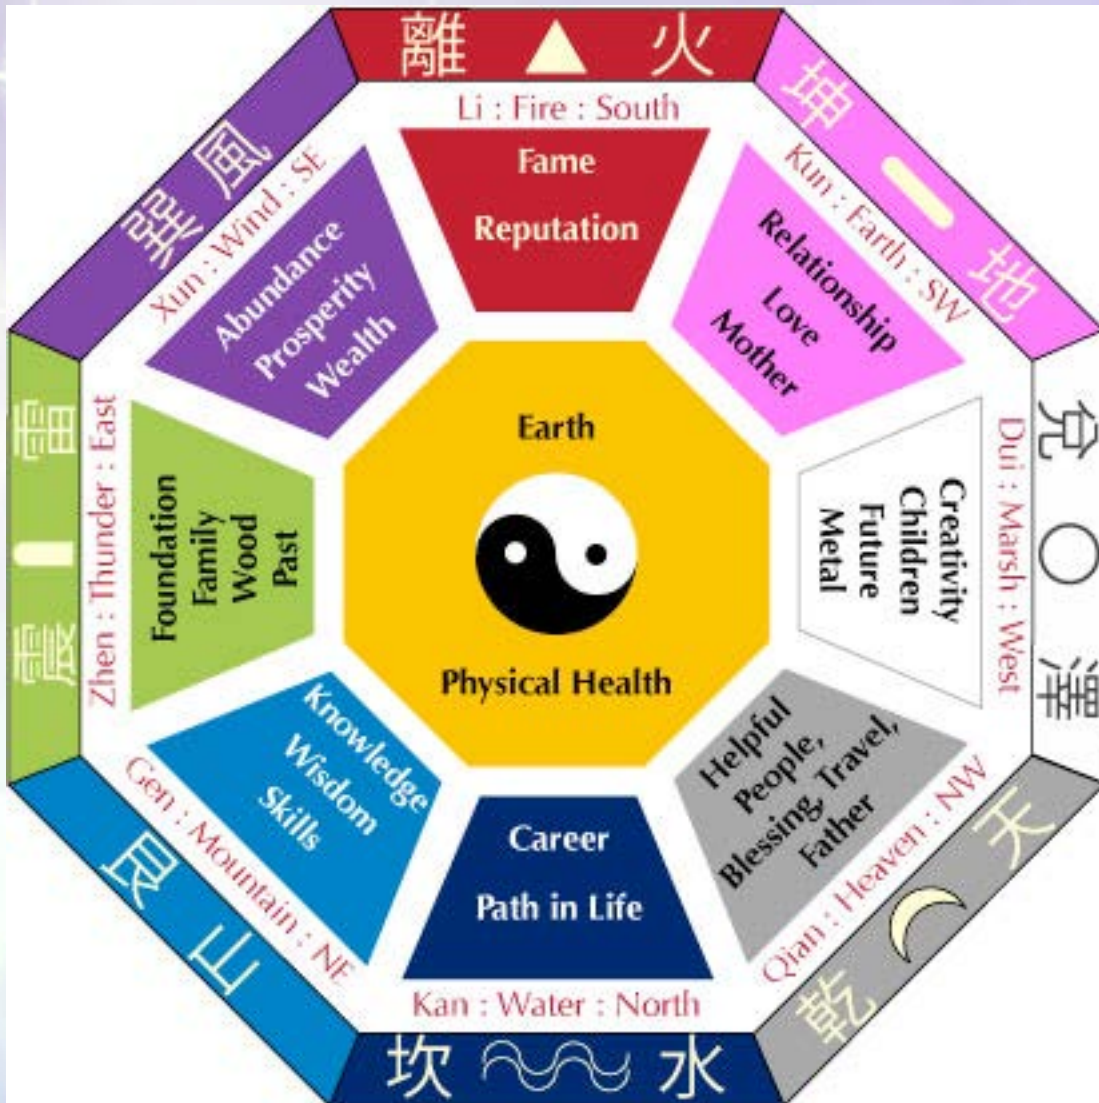 離 火
Li : Fire : South
Fame
Reputation
坤 地
Kun : Earth : SW
Relationship
Love
Mother
兌 澤
Dui : Marsh : West
Creativity
Children
Future
Metal
天 乾
Qian : Heaven : NW
Helpful
People,
Blessing, Travel,
Father
坎 水
Kan : Water : North
Career
Path in Life
艮 山
Gen : Mountain : NE
Knowledge
Wisdom
Skills
震 雷
Zhen : Thunder : East
Foundation
Family
Wood
Past
巽 風
Xun : Wind : SE
Abundance
Prosperity
Wealth
Earth
Physical Health